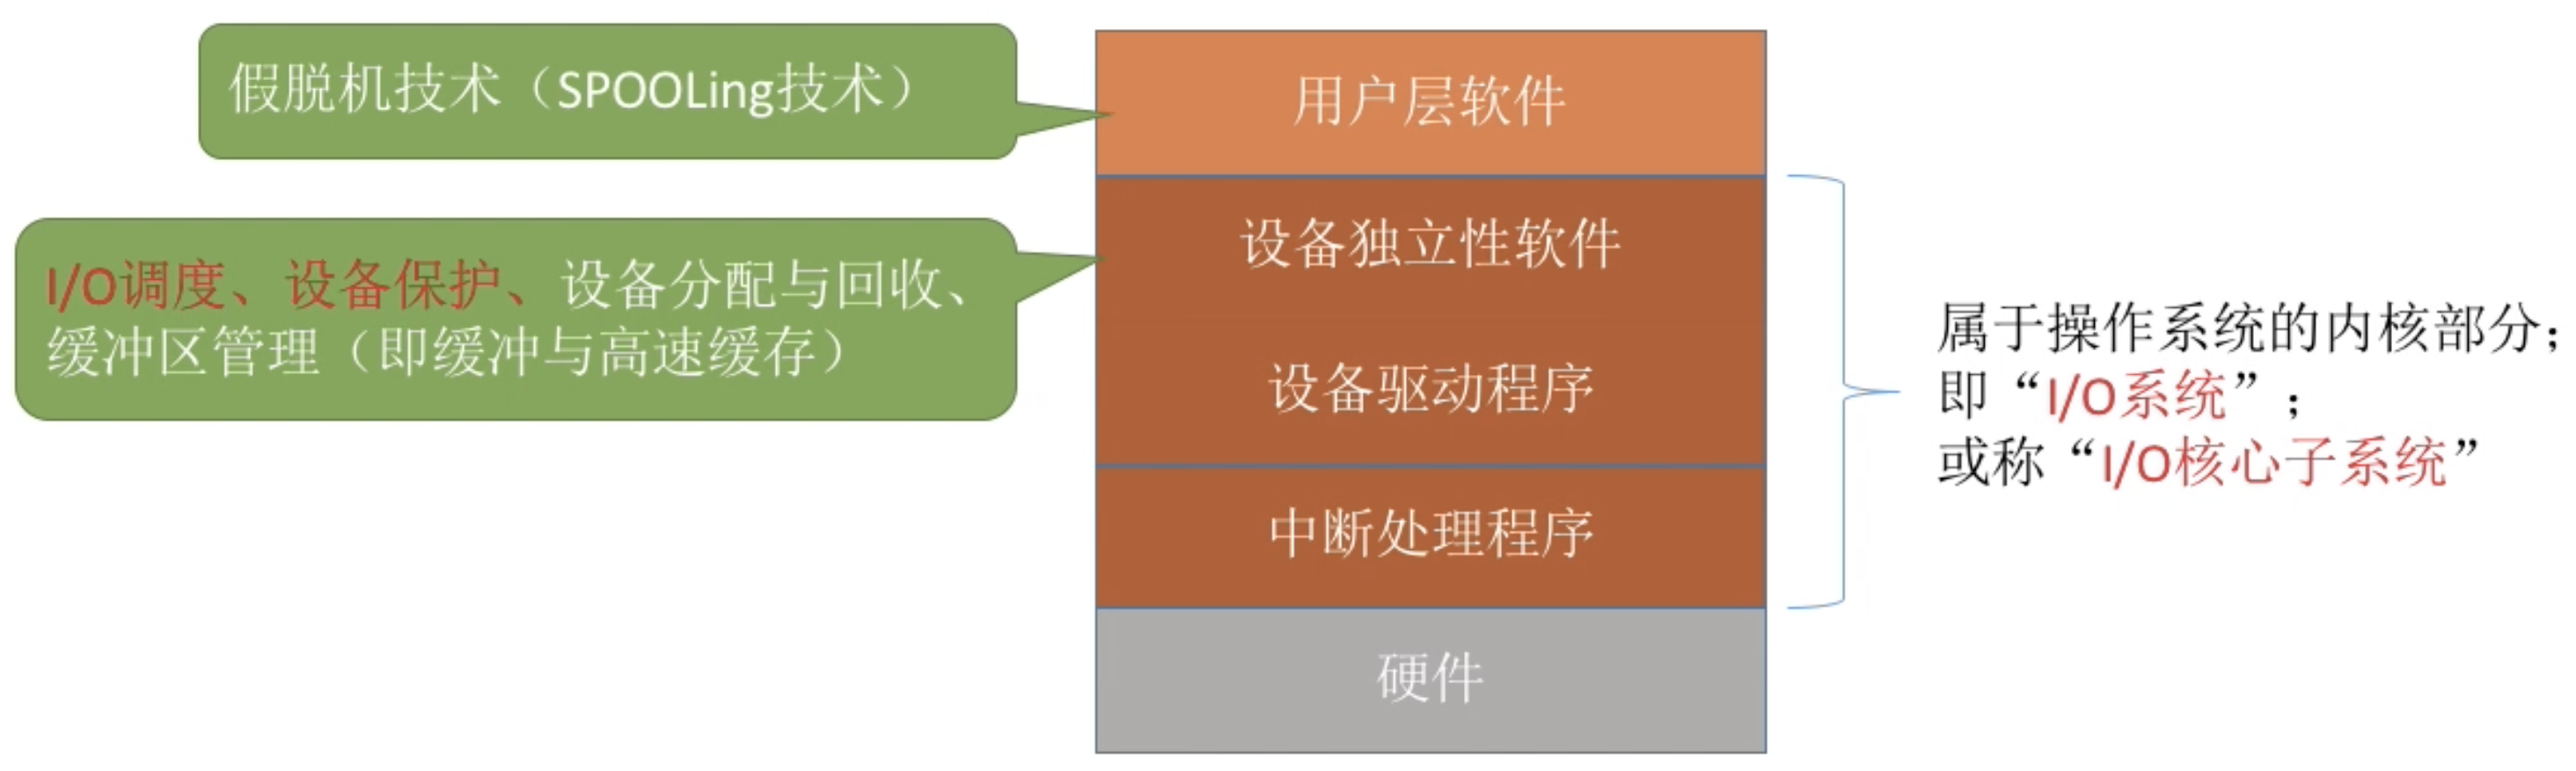 假脱机技术（SPOOLing技术）
用户层软件
I/O调度、设备保护、设备分配与回收、
缓冲区管理（即缓冲与高速缓存）
设备独立性软件
设备驱动程序
中断处理程序
硬件
属于操作系统的内核部分；
即“I/O系统”；
或称“I/O核心子系统”